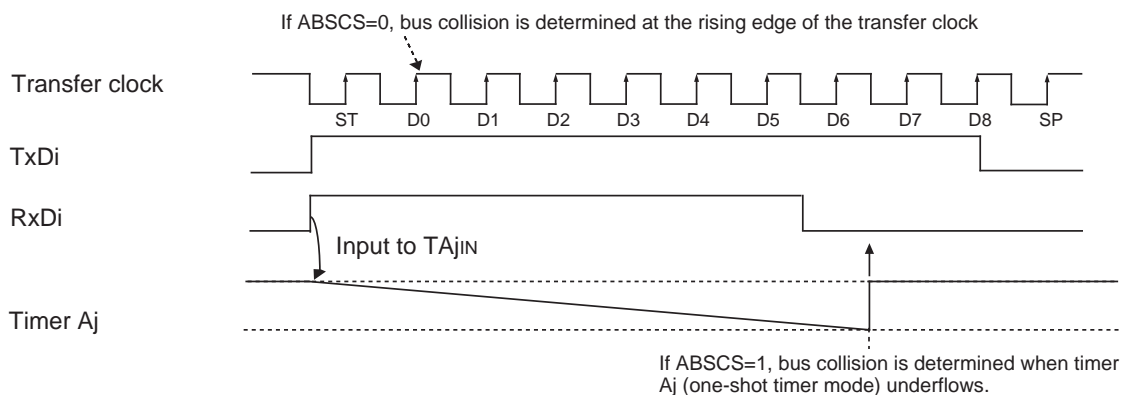 If ABSCS=0, bus collision is determined at the rising edge of the transfer clock
Transfer clock
ST D0 D1 D2 D3 D4 D5 D6 D7 D8 SP
TxDi
RxDi
Input to TAjIN
Timer Aj
If ABSCS=1, bus collision is determined when timer
Aj (one-shot timer mode) underflows.